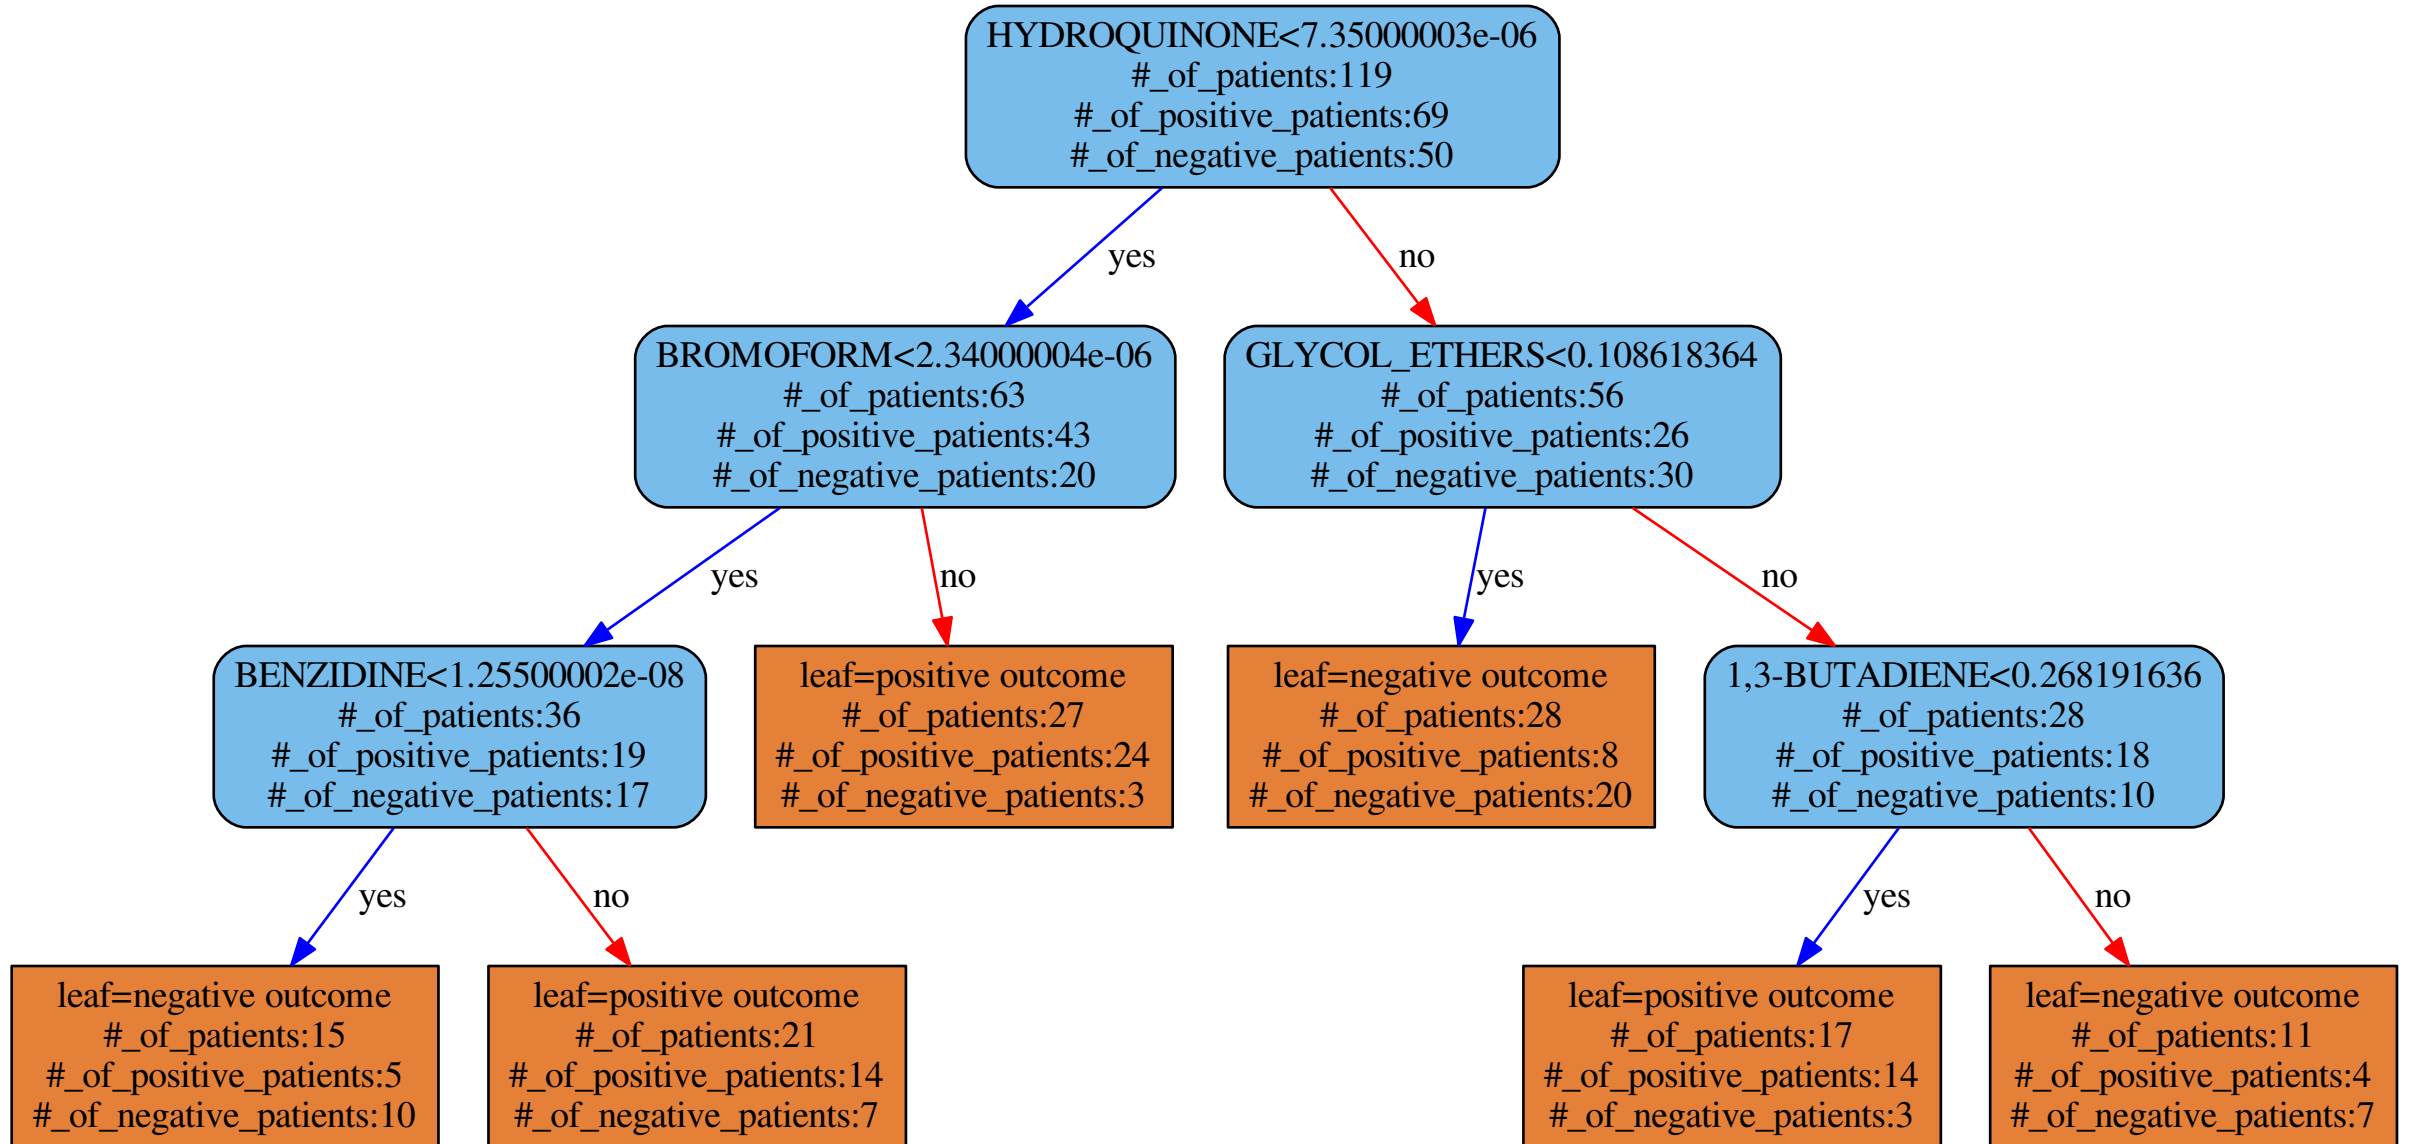 HYDROQUINONE<7.35000003e-06
#_of_patients:119
#_of_positive_patients:69
#_of_negative_patients:50
yes
no
BROMOFORM<2.34000004e-06
#_of_patients:63
#_of_positive_patients:43
#_of_negative_patients:20
GLYCOL_ETHERS<0.108618364
#_of_patients:56
#_of_positive_patients:26
#_of_negative_patients:30
yes
no
yes
no
BENZIDINE<1.25500002e-08
#_of_patients:36
#_of_positive_patients:19
#_of_negative_patients:17
leaf=positive outcome
#_of_patients:27
#_of_positive_patients:24
#_of_negative_patients:3
leaf=negative outcome
#_of_patients:28
#_of_positive_patients:8
#_of_negative_patients:20
1,3-BUTADIENE<0.268191636
#_of_patients:28
#_of_positive_patients:18
#_of_negative_patients:10
yes
no
yes
no
leaf=negative outcome
#_of_patients:15
#_of_positive_patients:5
#_of_negative_patients:10
leaf=positive outcome
#_of_patients:21
#_of_positive_patients:14
#_of_negative_patients:7
leaf=positive outcome
#_of_patients:17
#_of_positive_patients:14
#_of_negative_patients:3
leaf=negative outcome
#_of_patients:11
#_of_positive_patients:4
#_of_negative_patients:7